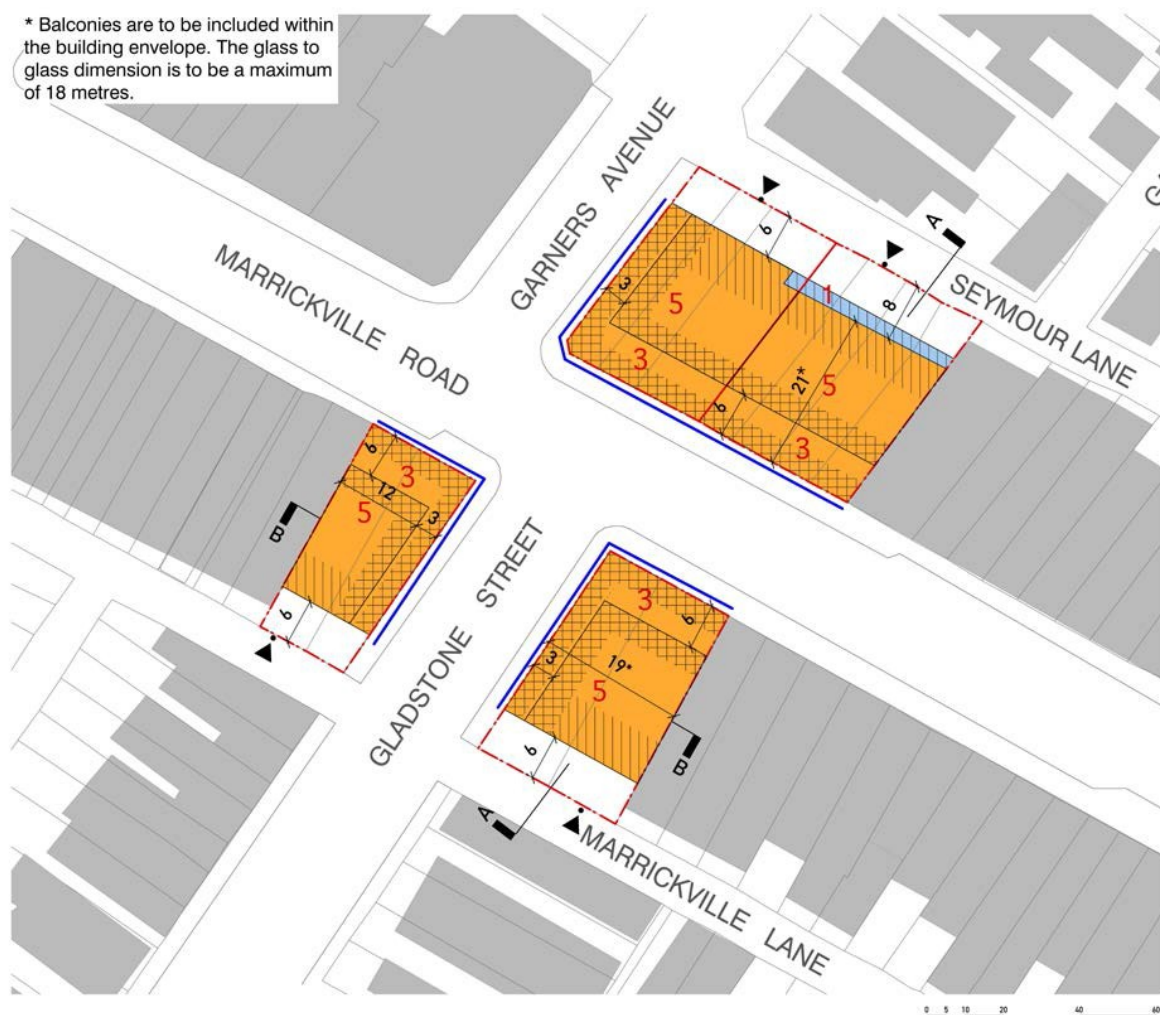 * Balconies are to be included within
the building envelope. The glass to
glass dimension is to be a maximum
of 18 metres.
GARNERS AVENUE
MARRICKVILLE ROAD
SEYMOUR LANE
GLADSTONE STREET
MARRICKVILLE LANE
A
6
8
1
3
5
3
21*
5
6
3
6
3
12
5
3
B
6
3
6
3
19*
5
6
B
A
0 5 10 20 40 60